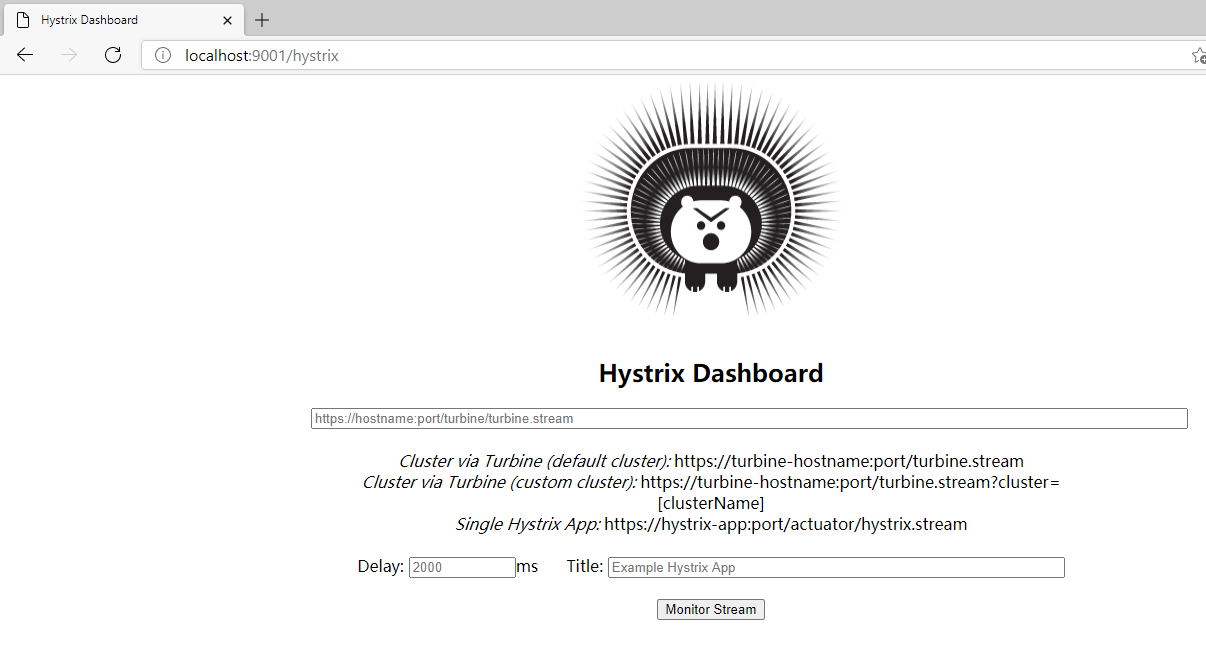 Hystrix Dashboard
localhost:9001/hystrix
Hystrix Dashboard
https://hostname:port/turbine/turbine.stream
Cluster via Turbine (default cluster): https://turbine-hostname:port/turbine.stream
Cluster via Turbine (custom cluster): https://turbine-hostname:port/turbine.stream?cluster=
[clusterName]
Single Hystrix App: https://hystrix-app:port/actuator/hystrix.stream
Delay: 2000 ms Title: Example Hystrix App
Monitor Stream